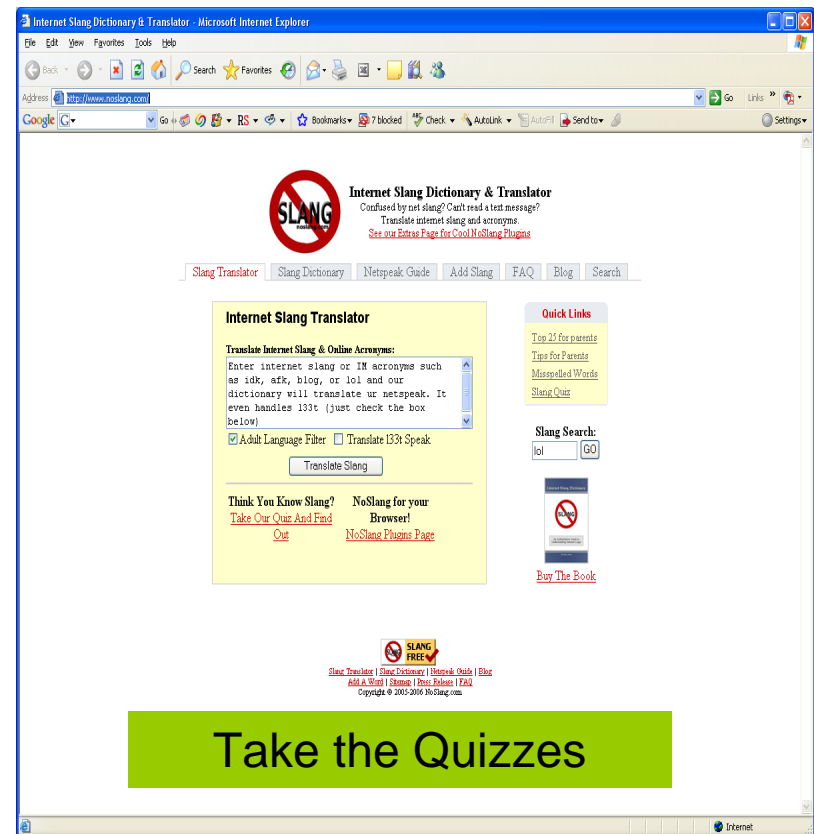 Internet Slang Dictionary & Translator - Microsoft Internet Explorer
File Edit View Favorites Tools Help
Back Search Favorites
Address http://www.noslang.com/ Go Links »
Google G Go RS Bookmarks 7 blocked ABC Check AutoLink AutoFill Send to Settings
SLANG
noslang.com
Internet Slang Dictionary & Translator
Confused by net slang? Can't read a text message?
Translate internet slang and acronyms.
See our Extras Page for Cool NoSlang Plugins
Slang Translator Slang Dictionary Netspeak Guide Add Slang FAQ Blog Search
Internet Slang Translator
Translate Internet Slang & Online Acronyms:
Enter internet slang or IM acronyms such
as idk, afk, blog, or lol and our
dictionary will translate ur netspeak. It
even handles l33t (just check the box
below)
Adult Language Filter Translate l33t Speak
Translate Slang
Think You Know Slang?
Take Our Quiz And Find
Out
NoSlang for your
Browser!
NoSlang Plugins Page
Quick Links
Top 25 for parents
Tips for Parents
Misspelled Words
Slang Quiz
Slang Search:
lol GO
SLANG
Buy The Book
SLANG
FREE
Slang Translator | Slang Dictionary | Netspeak Guide | Blog
Add A Word | Sitemap | Press Release | FAQ
Copyright © 2005-2006 NoSlang.com
Take the Quizzes
Internet